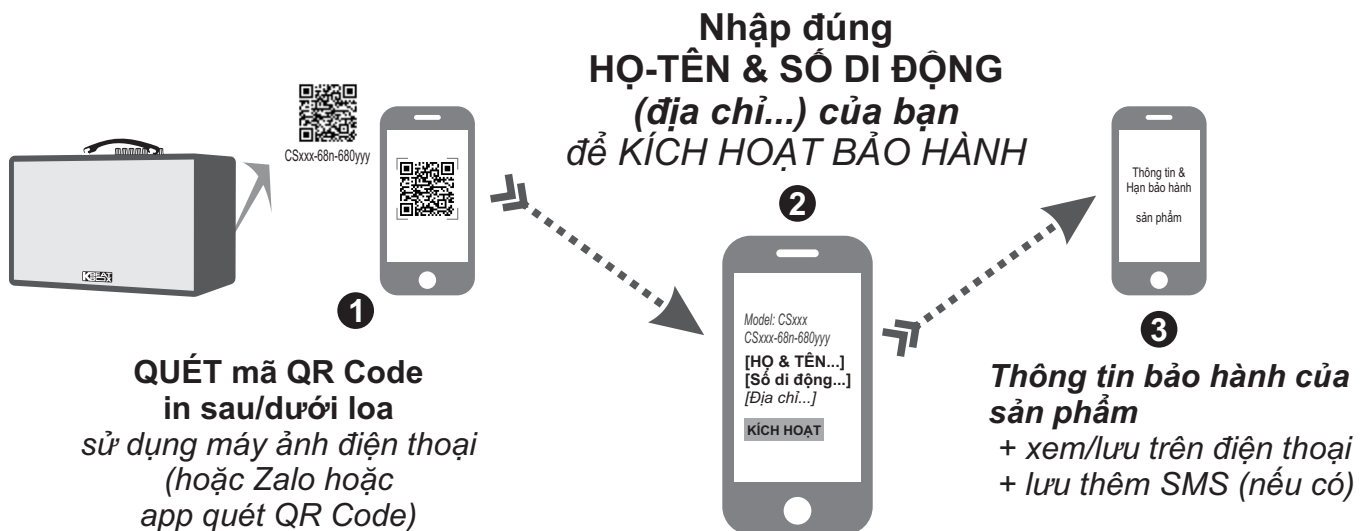 CSxxx-68n-680yyy
QUÉT mã QR Code
in sau/dưới loa
sử dụng máy ảnh điện thoại
(hoặc Zalo hoặc
app quét QR Code)
Nhập đúng
HỌ-TÊN & SỐ DI ĐỘNG
(địa chỉ...) của bạn
để KÍCH HOẠT BẢO HÀNH
2
Model: CSxxx
CSxxx-68n-680yyy
[HỌ & TÊN...]
[Số di động...]
[Địa chỉ...]
KÍCH HOẠT
1
Thông tin &
Hạn bảo hành
sản phẩm
3
Thông tin bảo hành của
sản phẩm
+ xem/lưu trên điện thoại
+ lưu thêm SMS (nếu có)